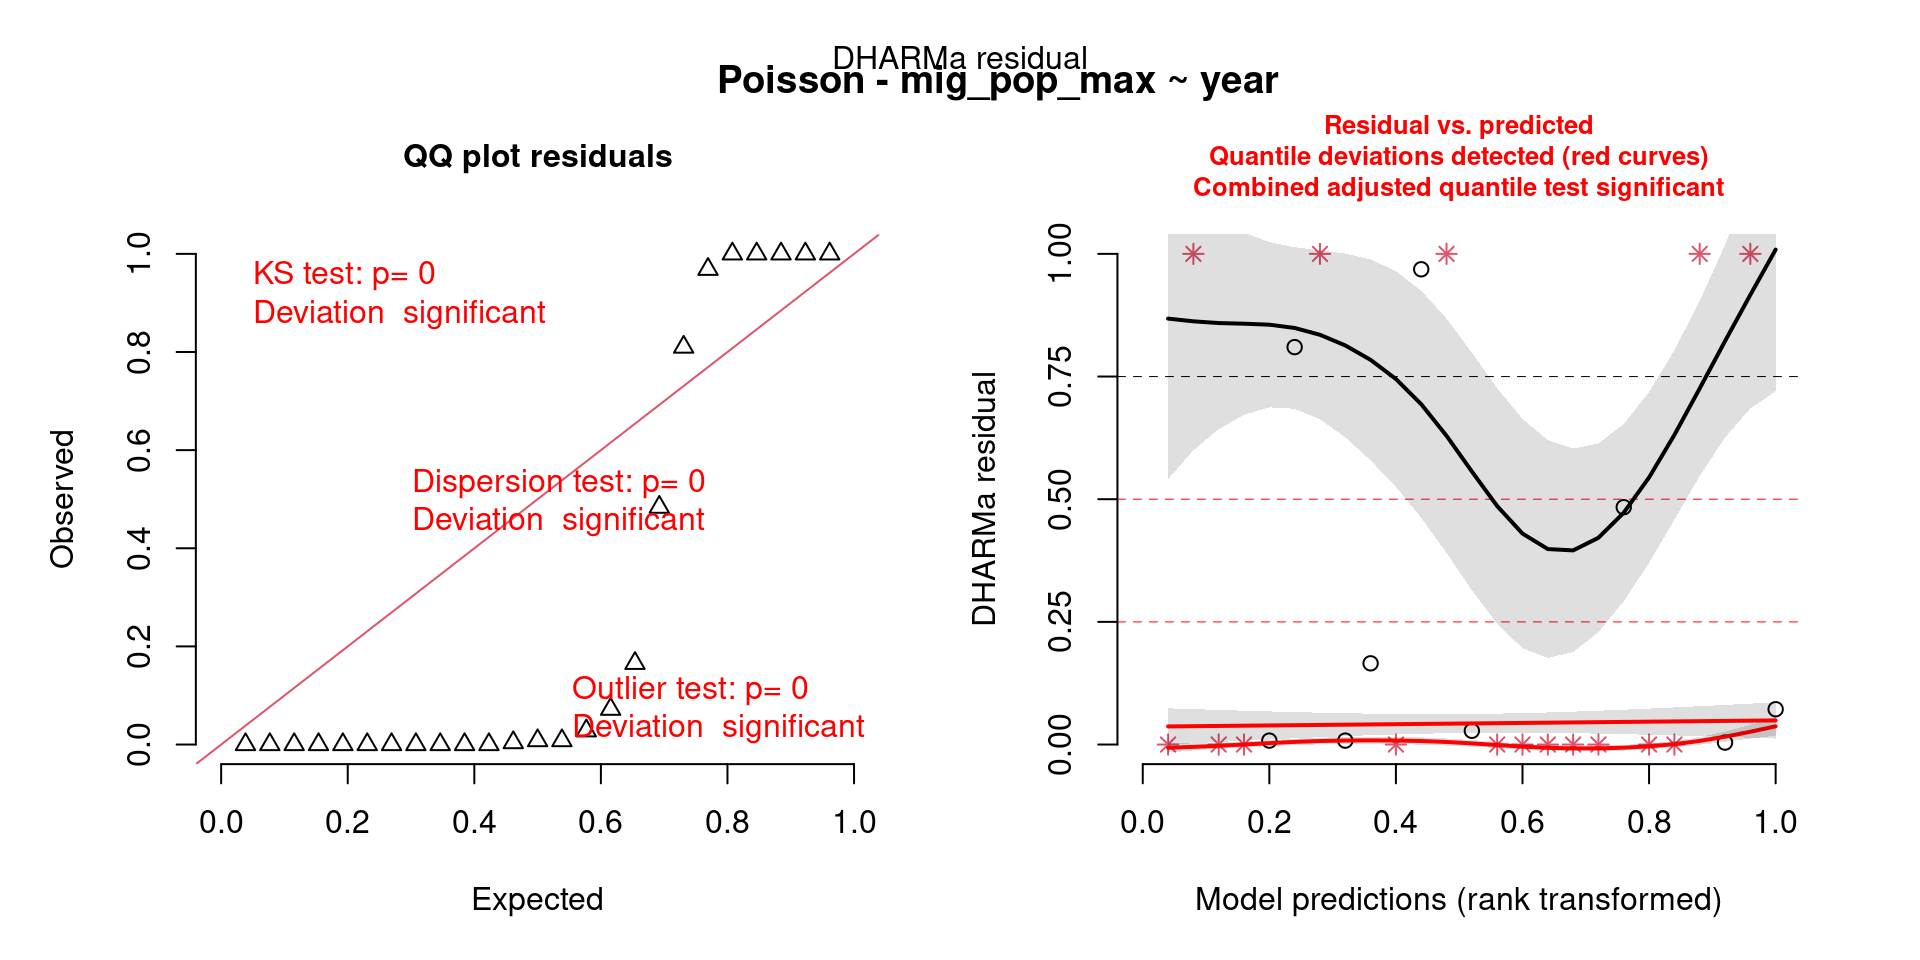 DHARMa residual
Poisson - mig_pop_max ~ year
QQ plot residuals
KS test: p= 0
Deviation  significant
Dispersion test: p= 0
Deviation  significant
Outlier test: p= 0
Deviation  significant
Observed
0.0 0.2 0.4 0.6 0.8 1.0
0.0 0.2 0.4 0.6 0.8 1.0
Expected
Residual vs. predicted
Quantile deviations detected (red curves)
Combined adjusted quantile test significant
DHARMa residual
0.00 0.25 0.50 0.75 1.00
0.0 0.2 0.4 0.6 0.8 1.0
Model predictions (rank transformed)